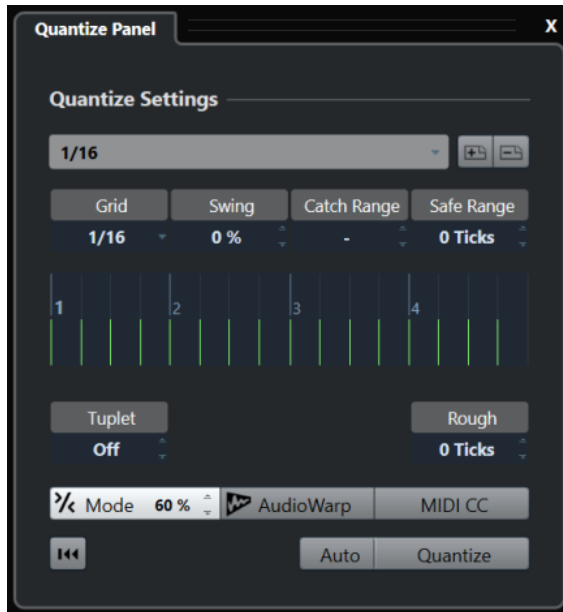 Quantize Panel X
Quantize Settings
1/16
Grid Swing Catch Range Safe Range
1/16 0 % - 0 Ticks
1 2 3 4
Tuplet Rough
Off 0 Ticks
Mode 60 % AudioWarp MIDI CC
Auto Quantize